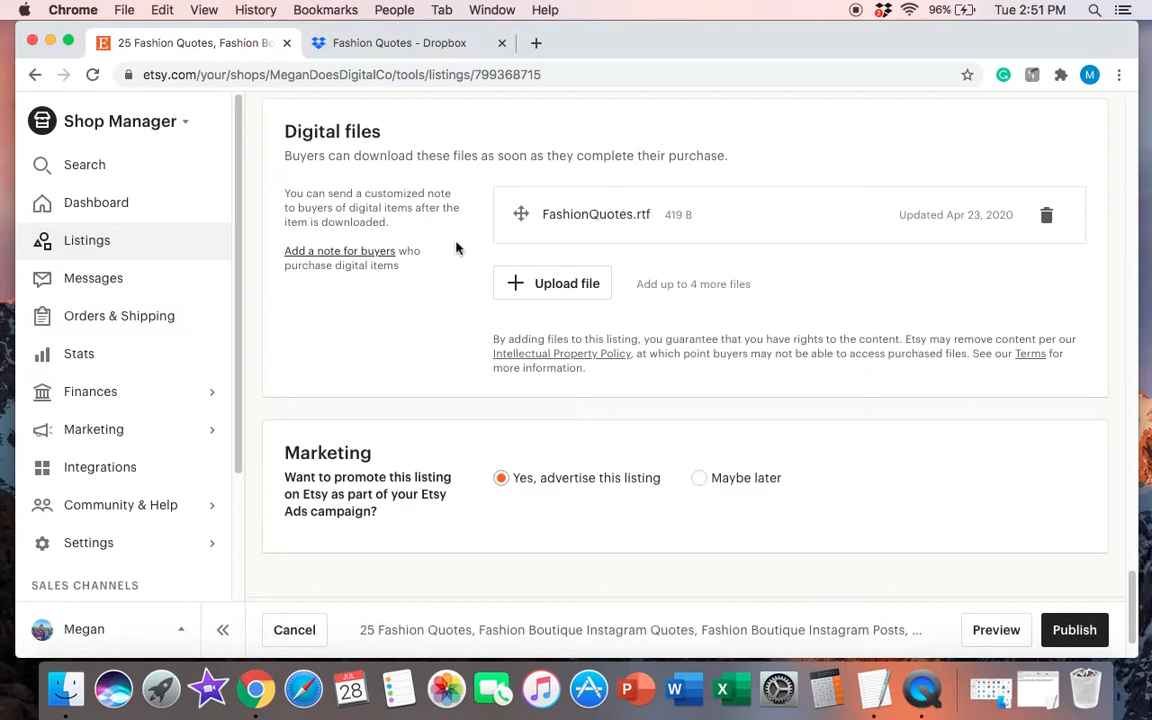 Chrome File Edit View History Bookmarks People Tab Window Help 96% Tue 2:51 PM
25 Fashion Quotes, Fashion Bo Fashion Quotes - Dropbox
etsy.com/your/shops/MeganDoesDigitalCo/tools/listings/799368715 M
Shop Manager
Search
Dashboard
Listings
Messages
Orders & Shipping
Stats
Finances
Marketing
Integrations
Community & Help
Settings
SALES CHANNELS
Megan
Digital files
Buyers can download these files as soon as they complete their purchase.
You can send a customized note
to buyers of digital items after the
item is downloaded.
Add a note for buyers who
purchase digital items
FashionQuotes.rtf 419 B Updated Apr 23, 2020
Upload file Add up to 4 more files
By adding files to this listing, you guarantee that you have rights to the content. Etsy may remove content per our
Intellectual Property Policy, at which point buyers may not be able to access purchased files. See our Terms for
more information.
Marketing
Want to promote this listing
on Etsy as part of your Etsy
Ads campaign?
Yes, advertise this listing Maybe later
Cancel 25 Fashion Quotes, Fashion Boutique Instagram Quotes, Fashion Boutique Instagram Posts, ... Preview Publish
JUL
28